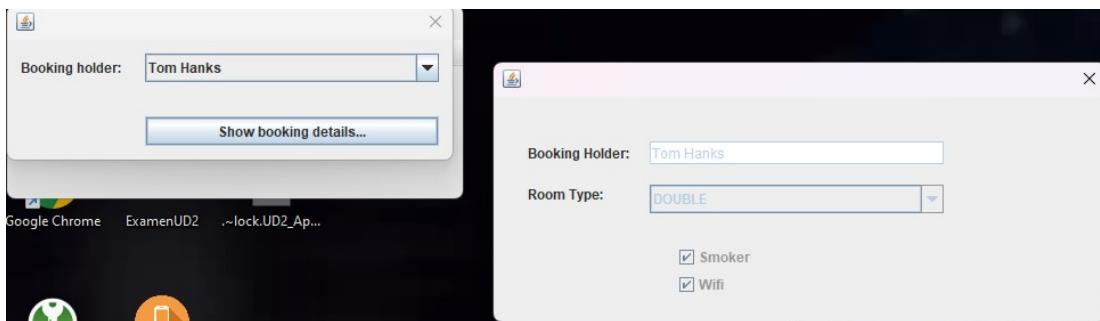 Booking holder: Tom Hanks
Show booking details...
Google Chrome ExamenUD2 .~lock.UD2_Ap...
Booking Holder: Tom Hanks
Room Type: DOUBLE
Smoker
Wifi